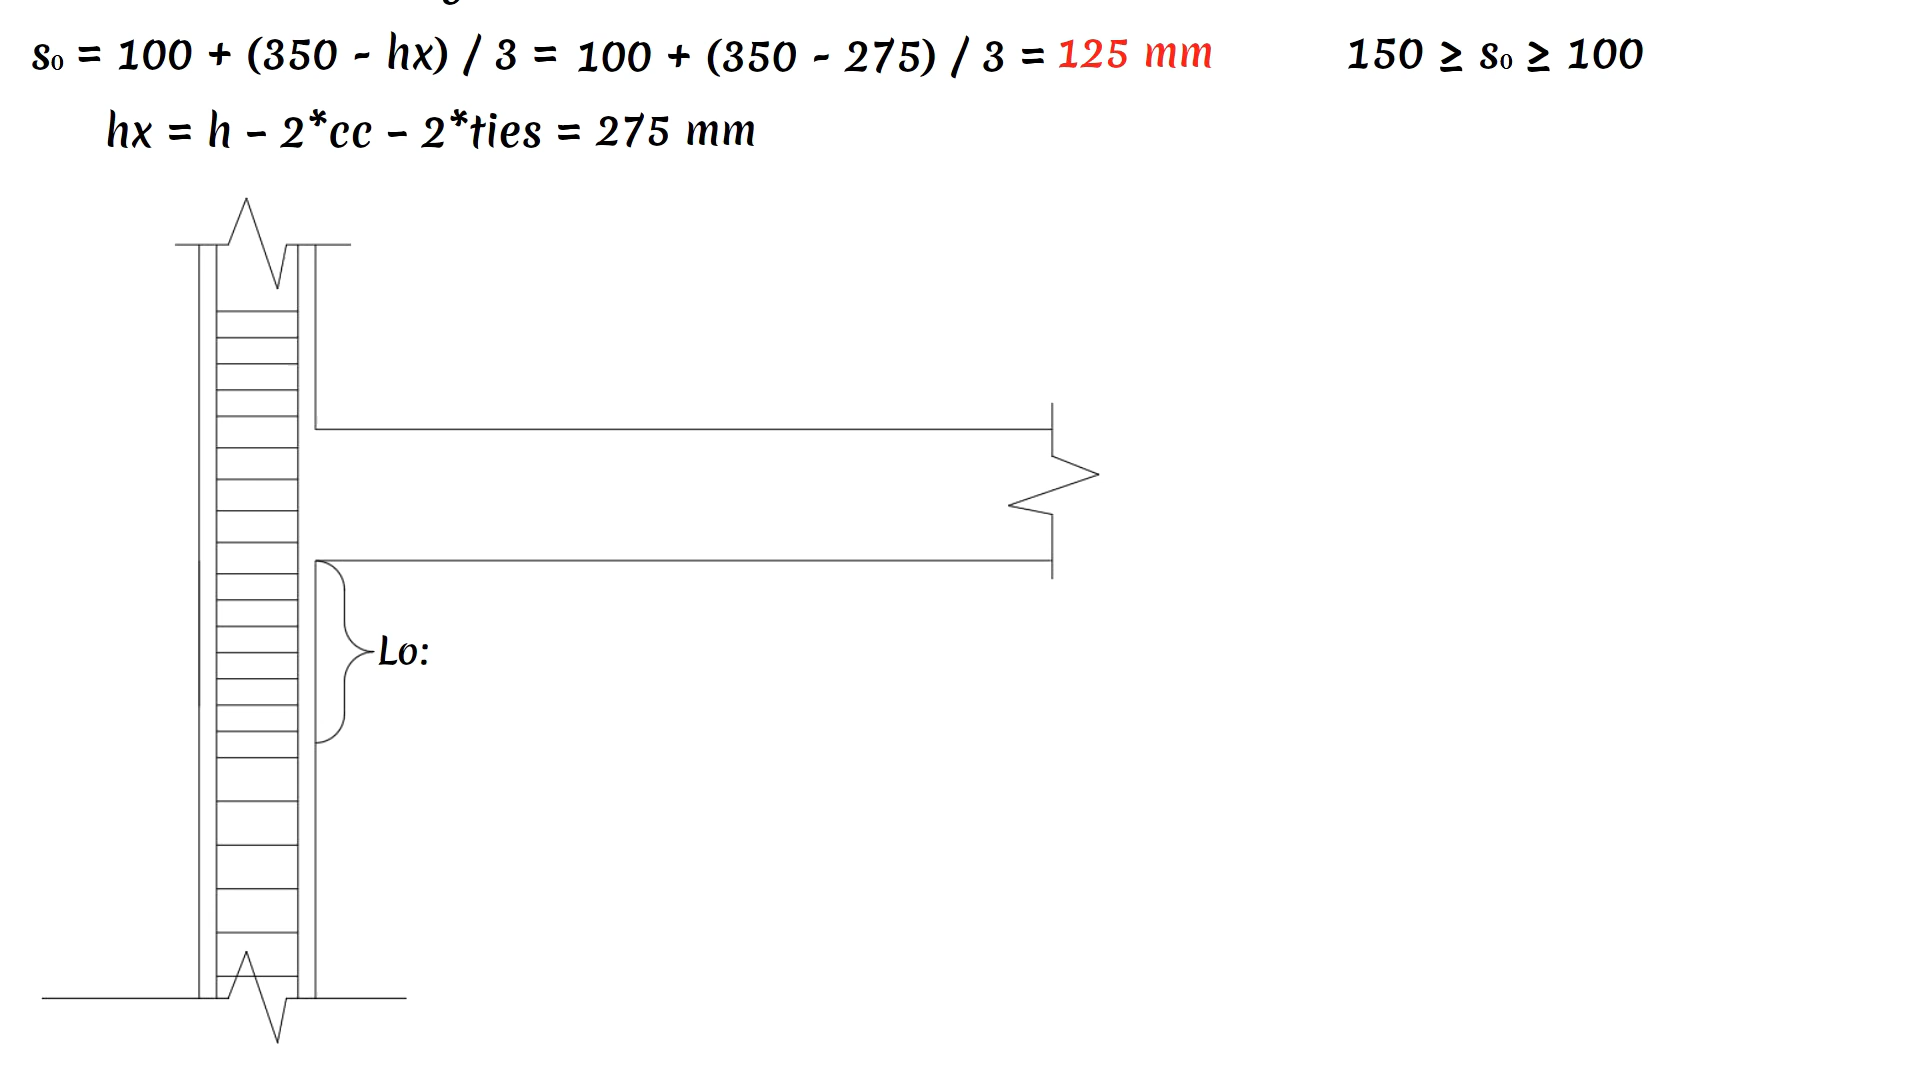 s₀ = 100 + (350 - hx) / 3 = 100 + (350 - 275) / 3 = 125 mm 150 ≥ s₀ ≥ 100
hx = h - 2*cc - 2*ties = 275 mm
Lo: